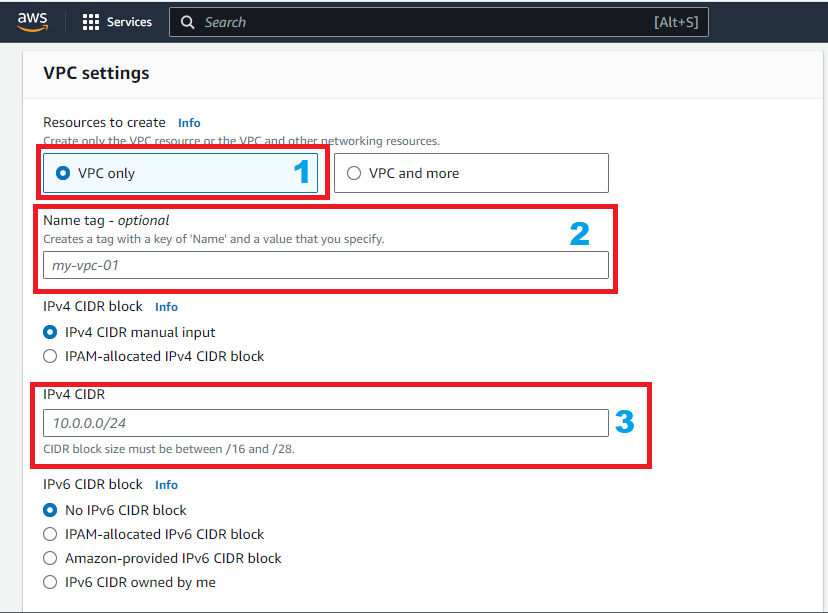 aws
Services
Search
[Alt+S]
VPC settings
Resources to create Info
Create only the VPC resource or the VPC and other networking resources.
VPC only 1 VPC and more
Name tag - optional
Creates a tag with a key of 'Name' and a value that you specify. 2
my-vpc-01
IPv4 CIDR block Info
IPv4 CIDR manual input
IPAM-allocated IPv4 CIDR block
IPv4 CIDR
10.0.0.0/24 3
CIDR block size must be between /16 and /28.
IPv6 CIDR block Info
No IPv6 CIDR block
IPAM-allocated IPv6 CIDR block
Amazon-provided IPv6 CIDR block
IPv6 CIDR owned by me